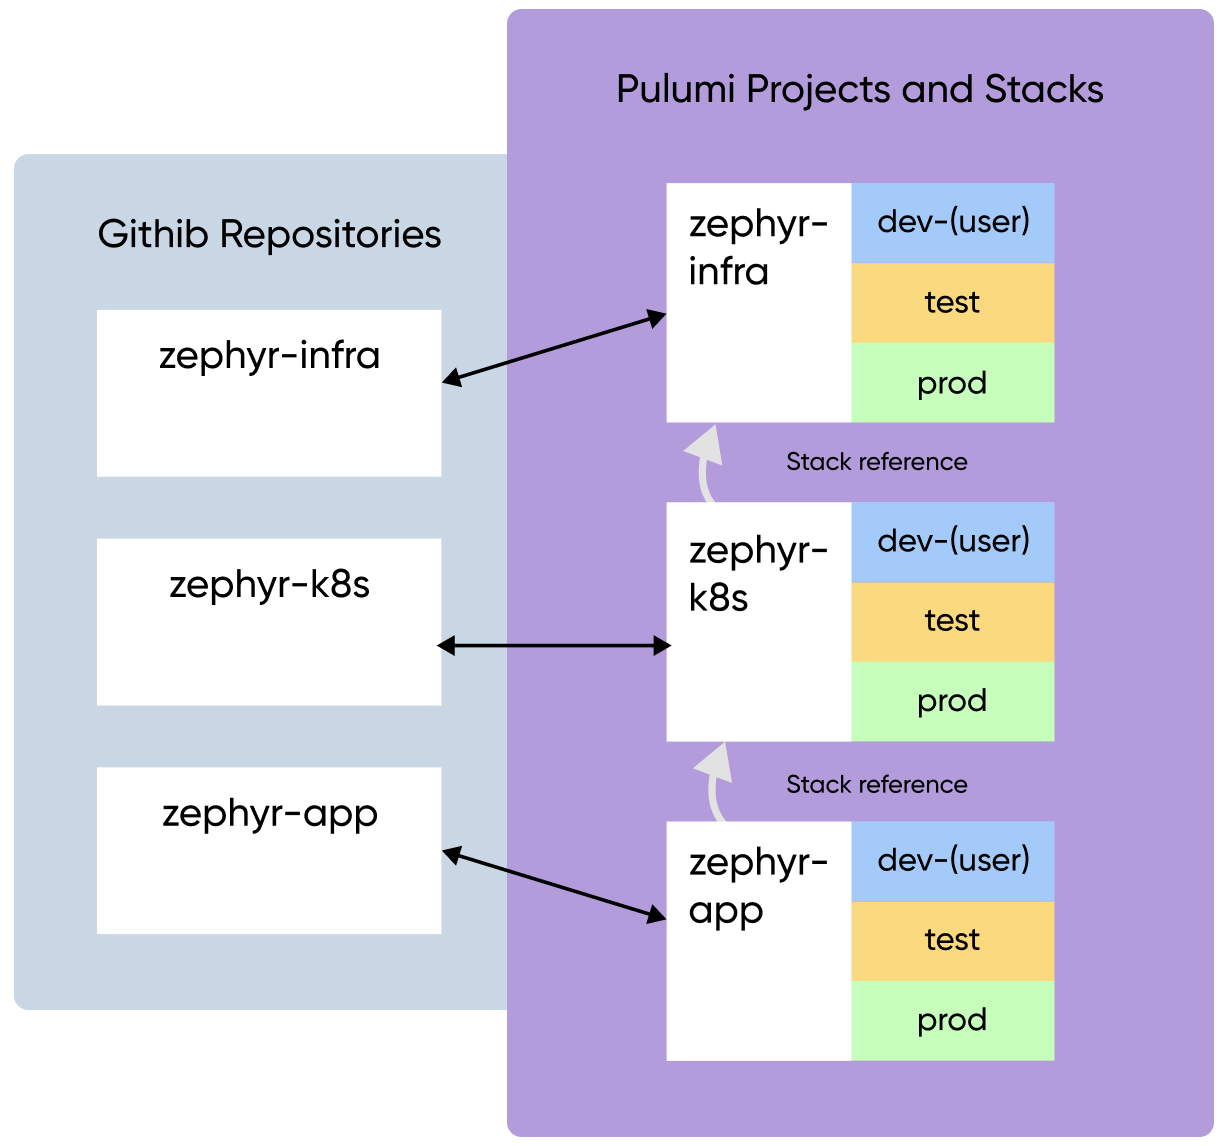 Pulumi Projects and Stacks
Githib Repositories
zephyr-infra
zephyr-k8s
zephyr-app
zephyr-
infra
dev-(user)
test
prod
Stack reference
zephyr-
k8s
dev-(user)
test
prod
Stack reference
zephyr-
app
dev-(user)
test
prod